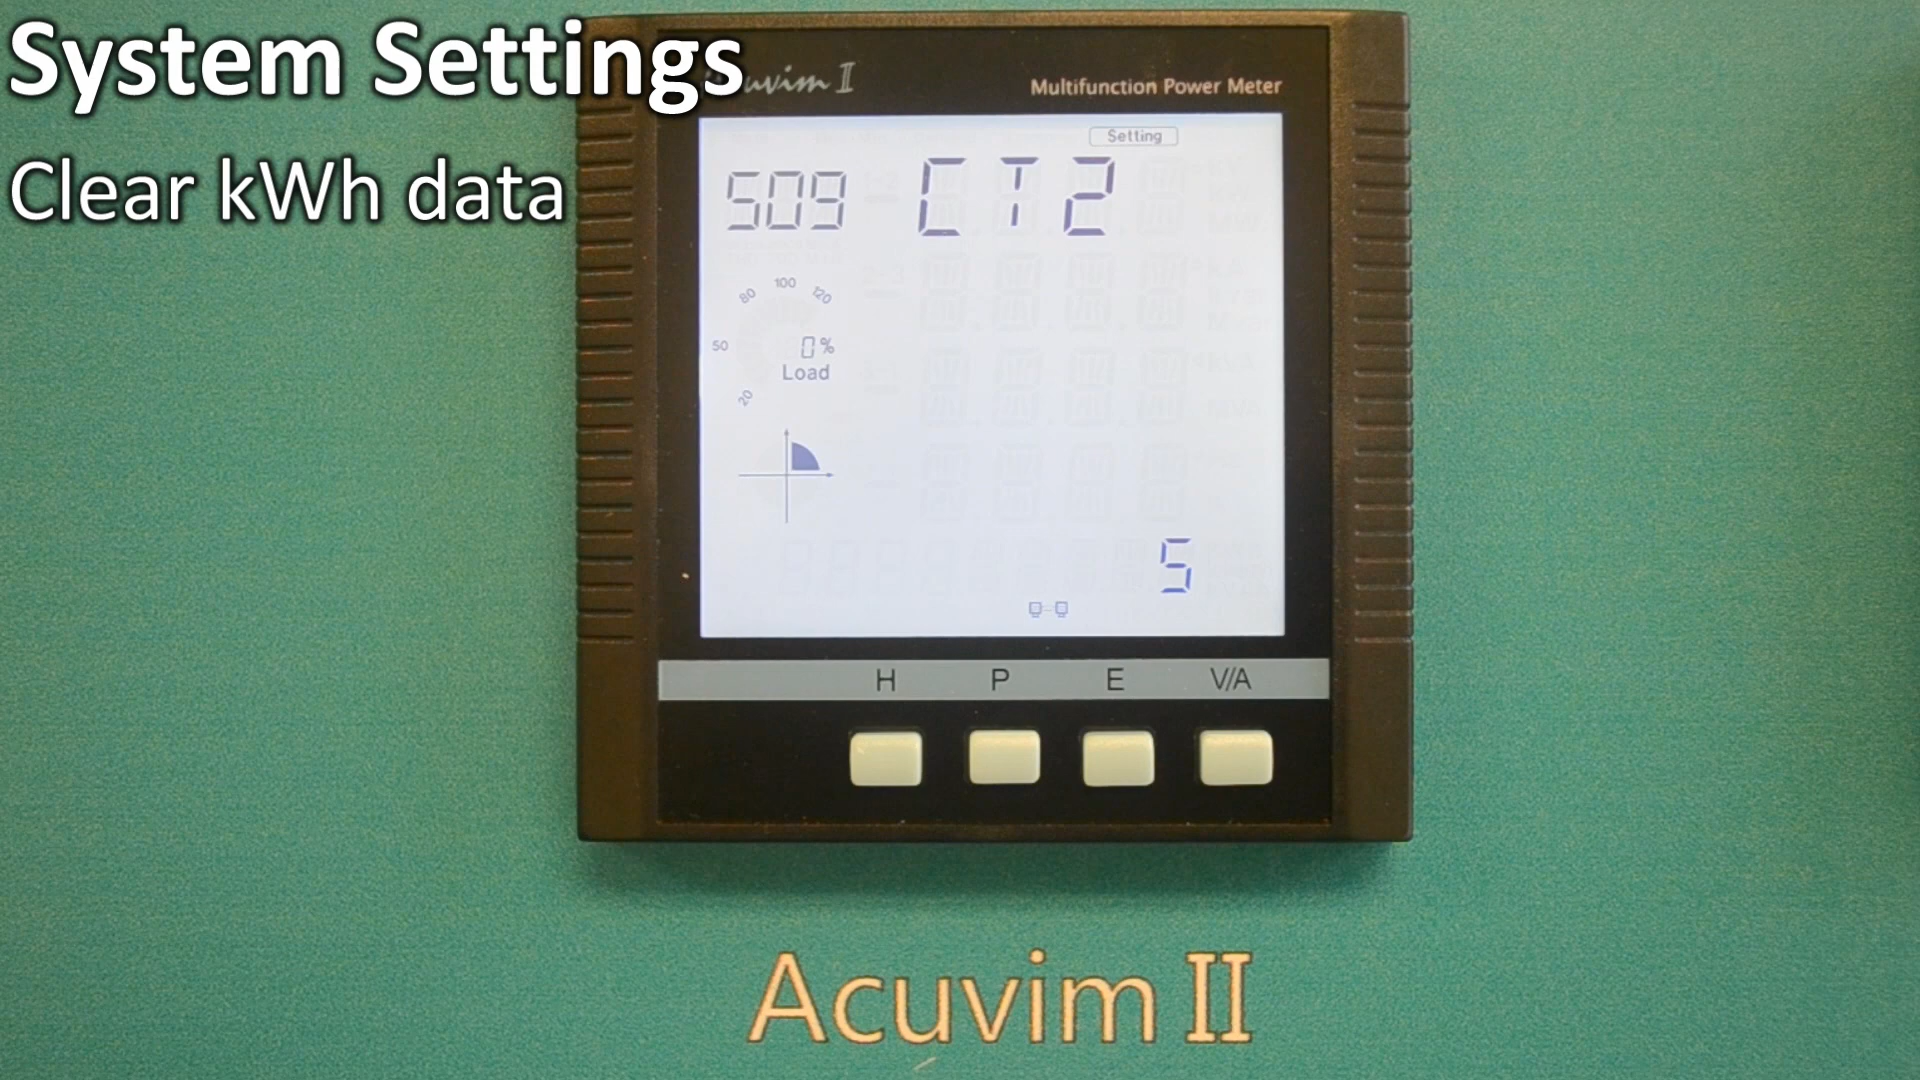 System Settings
Clear kWh data
uvim II
Multifunction Power Meter
Setting
S09 CT2
80 100 120
50
0%
Load
20
5
H P E V/A
Acuvim II